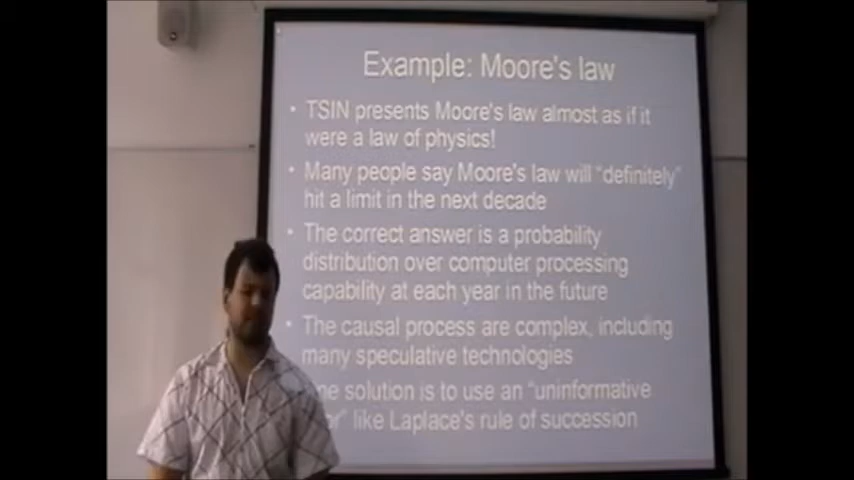 Example: Moore's law
• TSIN presents Moore's law almost as if it
were a law of physics!
• Many people say Moore's law will "definitely"
hit a limit in the next decade
• The correct answer is a probability
distribution over computer processing
capability at each year in the future
• The causal process are complex, including
many speculative technologies
solution is to use an "uninformative
like Laplace's rule of succession